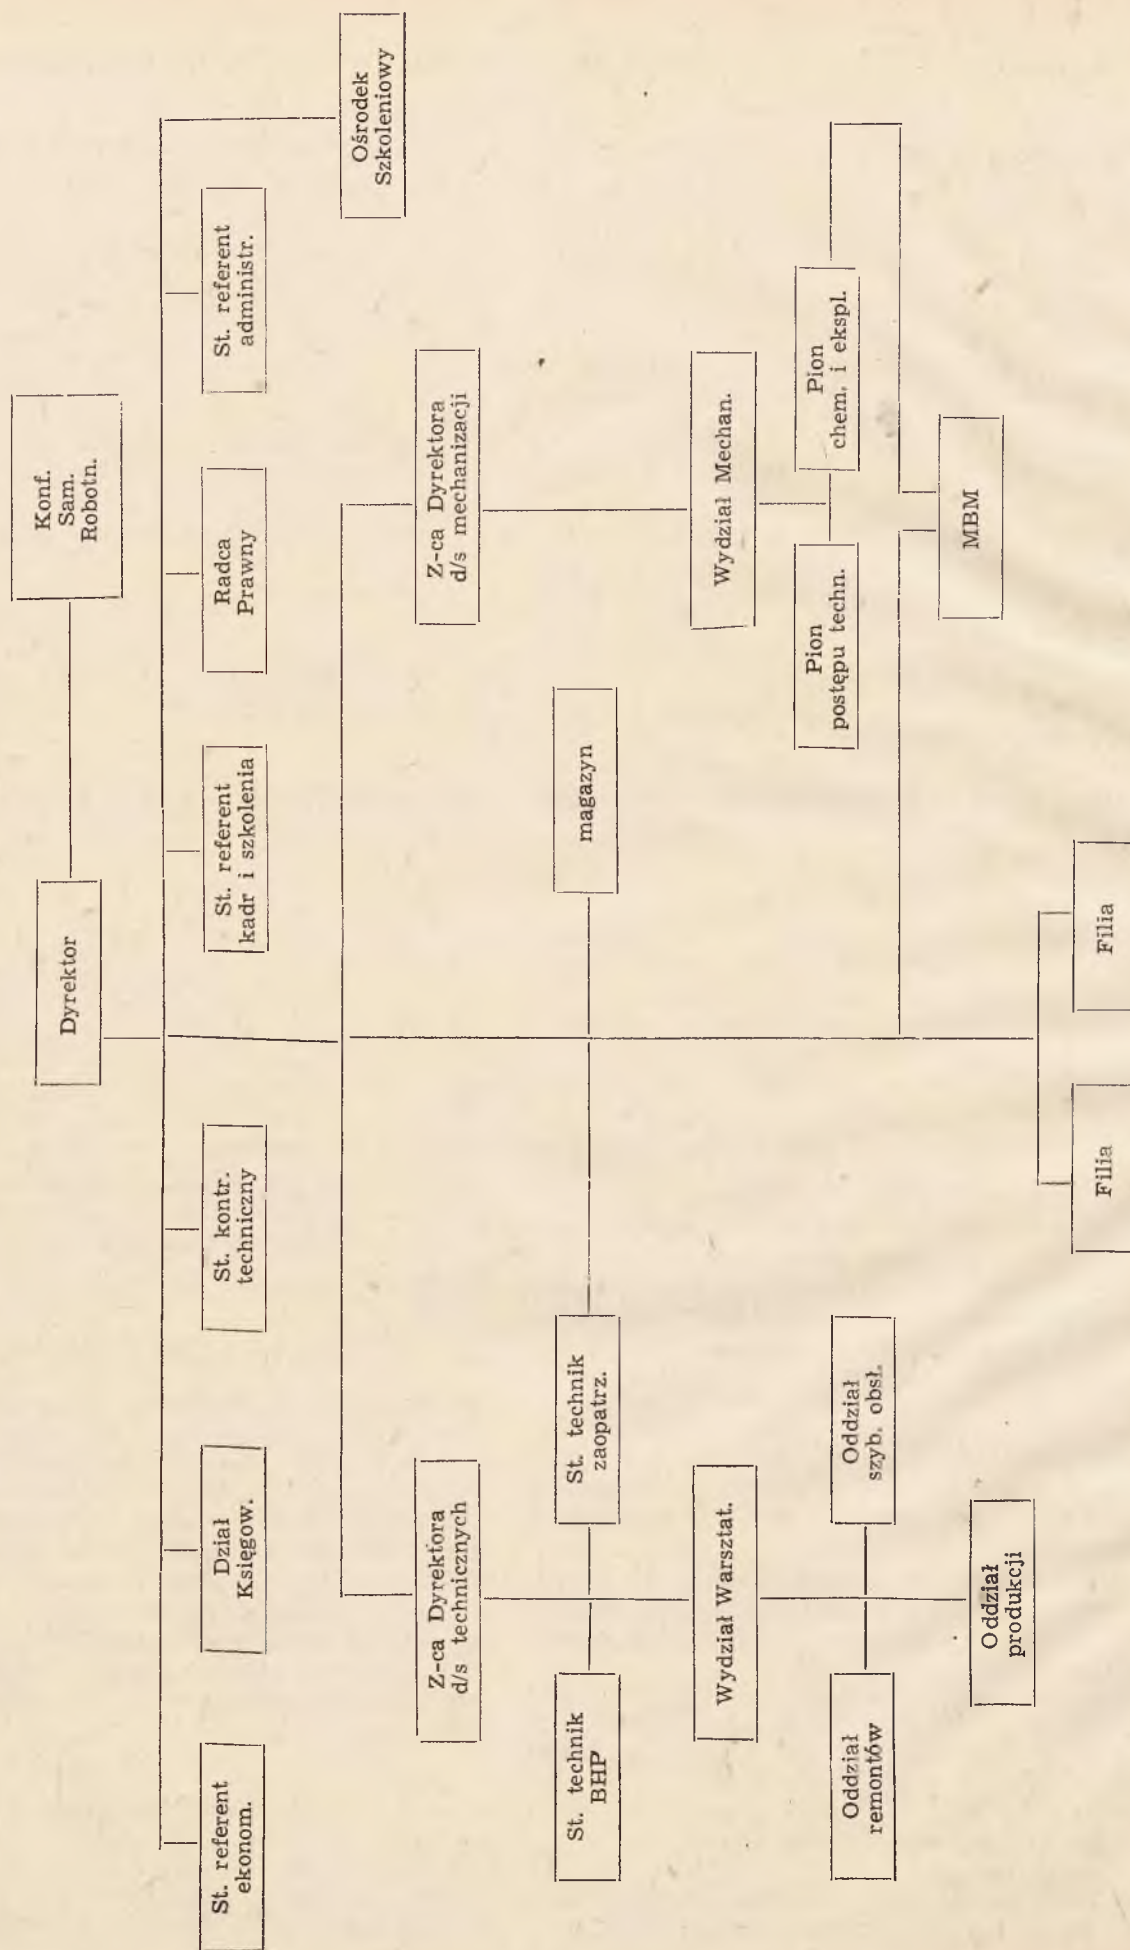 Konf.
Sam.
Robotn.
Dyrektor
St. referent
ekonom.
Dział
Księgow.
St. kontr.
techniczny
St. referent
kadr i szkolenia
Radca
Prawny
St. referent
administr.
Ośrodek
Szkoleniowy
Z-ca Dyrektora
d/s technicznych
Z-ca Dyrektora
d/s mechanizacji
St. technik
BHP
St. technik
zaopatrz.
magazyn
Wydział Warsztat.
Wydział Mechan.
Oddział
remontów
Oddział
szyb. obsł.
Pion
postępu techn.
Pion
chem. i ekspl.
Oddział
produkcji
MBM
Filia
Filia